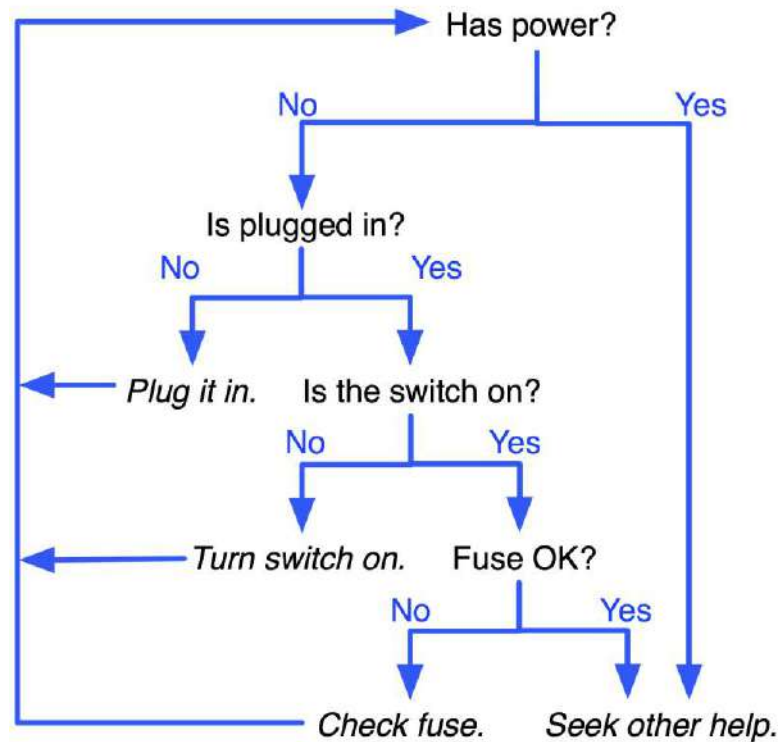 Has power?
No Yes
Is plugged in?
No Yes
Plug it in. Is the switch on?
No Yes
Turn switch on. Fuse OK?
No Yes
Check fuse. Seek other help.